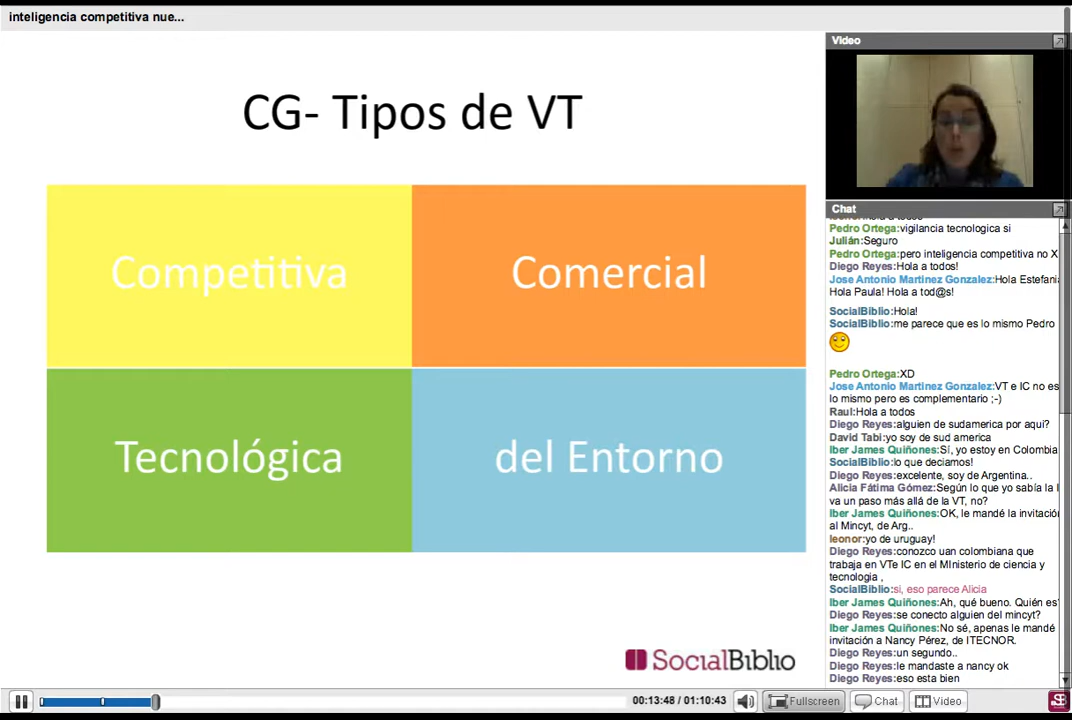 inteligencia competitiva nue...
CG- Tipos de VT
Competitiva
Comercial
Tecnológica
del Entorno
SocialBiblio
Video
Chat
Pedro Ortega:vigilancia tecnologica si
Julián:Seguro
Pedro Ortega:pero inteligencia competitiva no X
Diego Reyes:Hola a todos!
Jose Antonio Martinez Gonzalez:Hola Estefania
Hola Paula! Hola a tod@s!
SocialBiblio:Hola!
SocialBiblio:me parece que es lo mismo Pedro
Pedro Ortega:XD
Jose Antonio Martinez Gonzalez:VT e IC no es
lo mismo pero es complementario ;-)
Raul:Hola a todos
Diego Reyes:alguien de sudamerica por aqui?
David Tabi:yo soy de sud america
Iber James Quiñones:Sí, yo estoy en Colombia
SocialBiblio:lo que deciamos!
Diego Reyes:excelente, soy de Argentina..
Alicia Fátima Gómez:Según lo que yo sabía la I
va un paso más allá de la VT, no?
Iber James Quiñones:OK, le mandé la invitación
al Mincyt, de Arg..
leonor:yo de uruguay!
Diego Reyes:conozco uan colombiana que
trabaja en VTe IC en el MInisterio de ciencia y
tecnologia ,
SocialBiblio:si, eso parece Alicia
Iber James Quiñones:Ah, qué bueno. Quién es?
Diego Reyes:se conecto alguien del mincyt?
Iber James Quiñones:No sé, apenas le mandé
invitación a Nancy Pérez, de ITECNOR.
Diego Reyes:un segundo..
Diego Reyes:le mandaste a nancy ok
Diego Reyes:eso esta bien
00:13:48 / 01:10:43
Fullscreen
Chat
Video